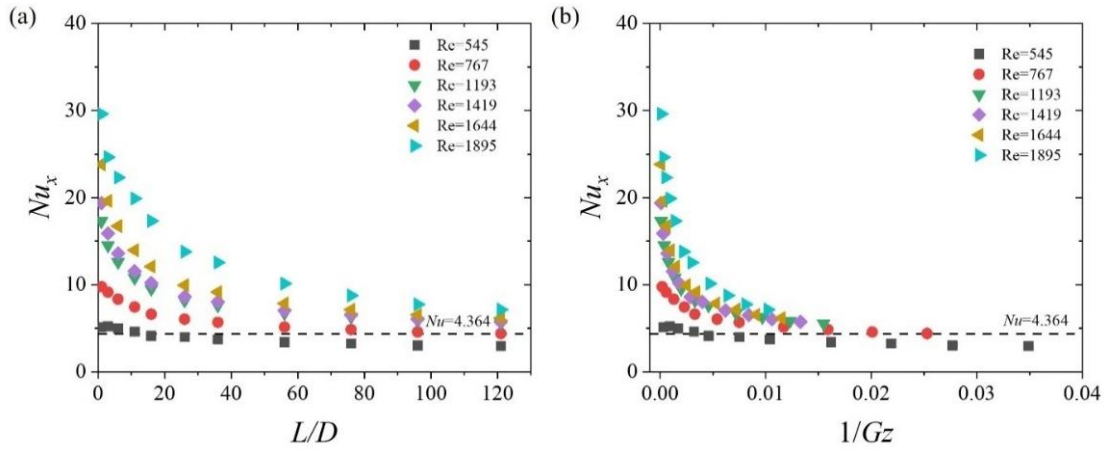 (a)
40
30
20
10
0
Nu_x
Re=545
Re=767
Re=1193
Re=1419
Re=1644
Re=1895
Nu=4.364
0 20 40 60 80 100 120
L/D
(b)
40
30
20
10
0
Nu_x
Re=545
Re=767
Re=1193
Re=1419
Re=1644
Re=1895
Nu=4.364
0.00 0.01 0.02 0.03 0.04
1/Gz